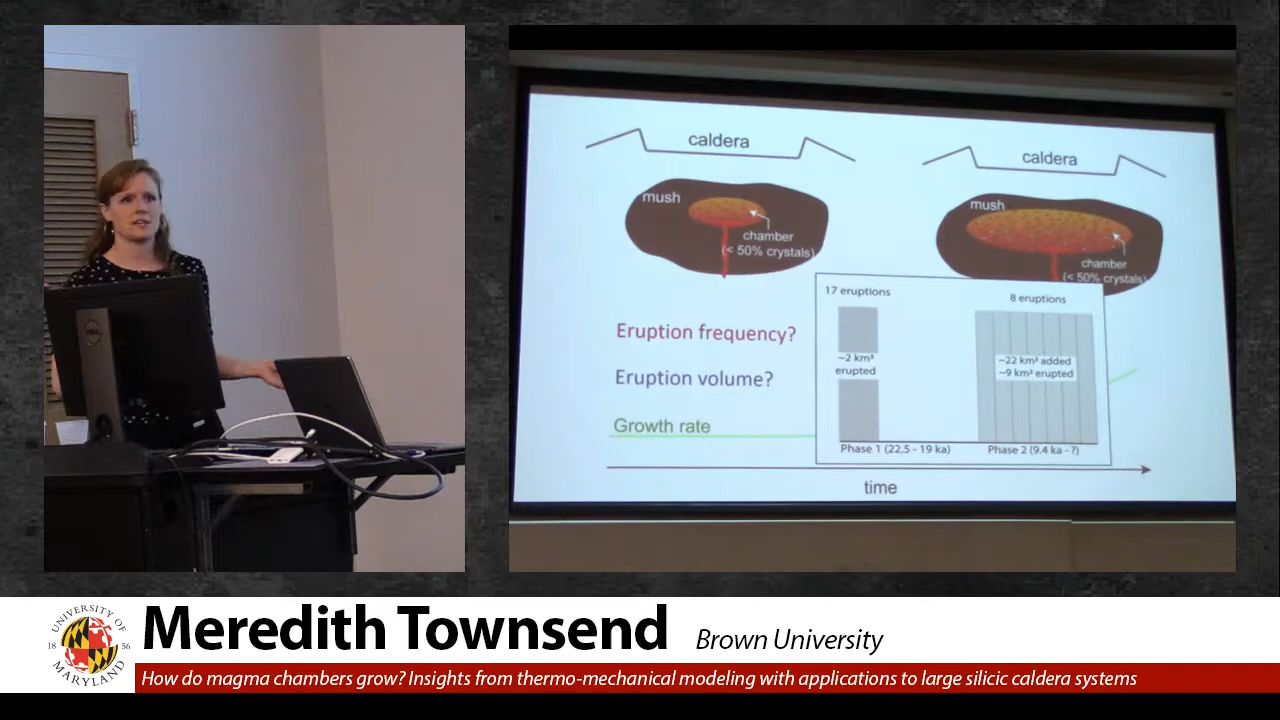 caldera
caldera
mush
mush
chamber
(< 50% crystals)
chamber
(< 50% crystals)
17 eruptions
8 eruptions
Eruption frequency?
~2 km³
erupted
~22 km³ added
~9 km³ erupted
Eruption volume?
Growth rate
Phase 1 (22.5 - 19 ka)
Phase 2 (9.4 ka - ?)
time
DELL
UNIVERSITY OF
18 56
MARYLAND
Meredith Townsend
Brown University
How do magma chambers grow? Insights from thermo-mechanical modeling with applications to large silicic caldera systems